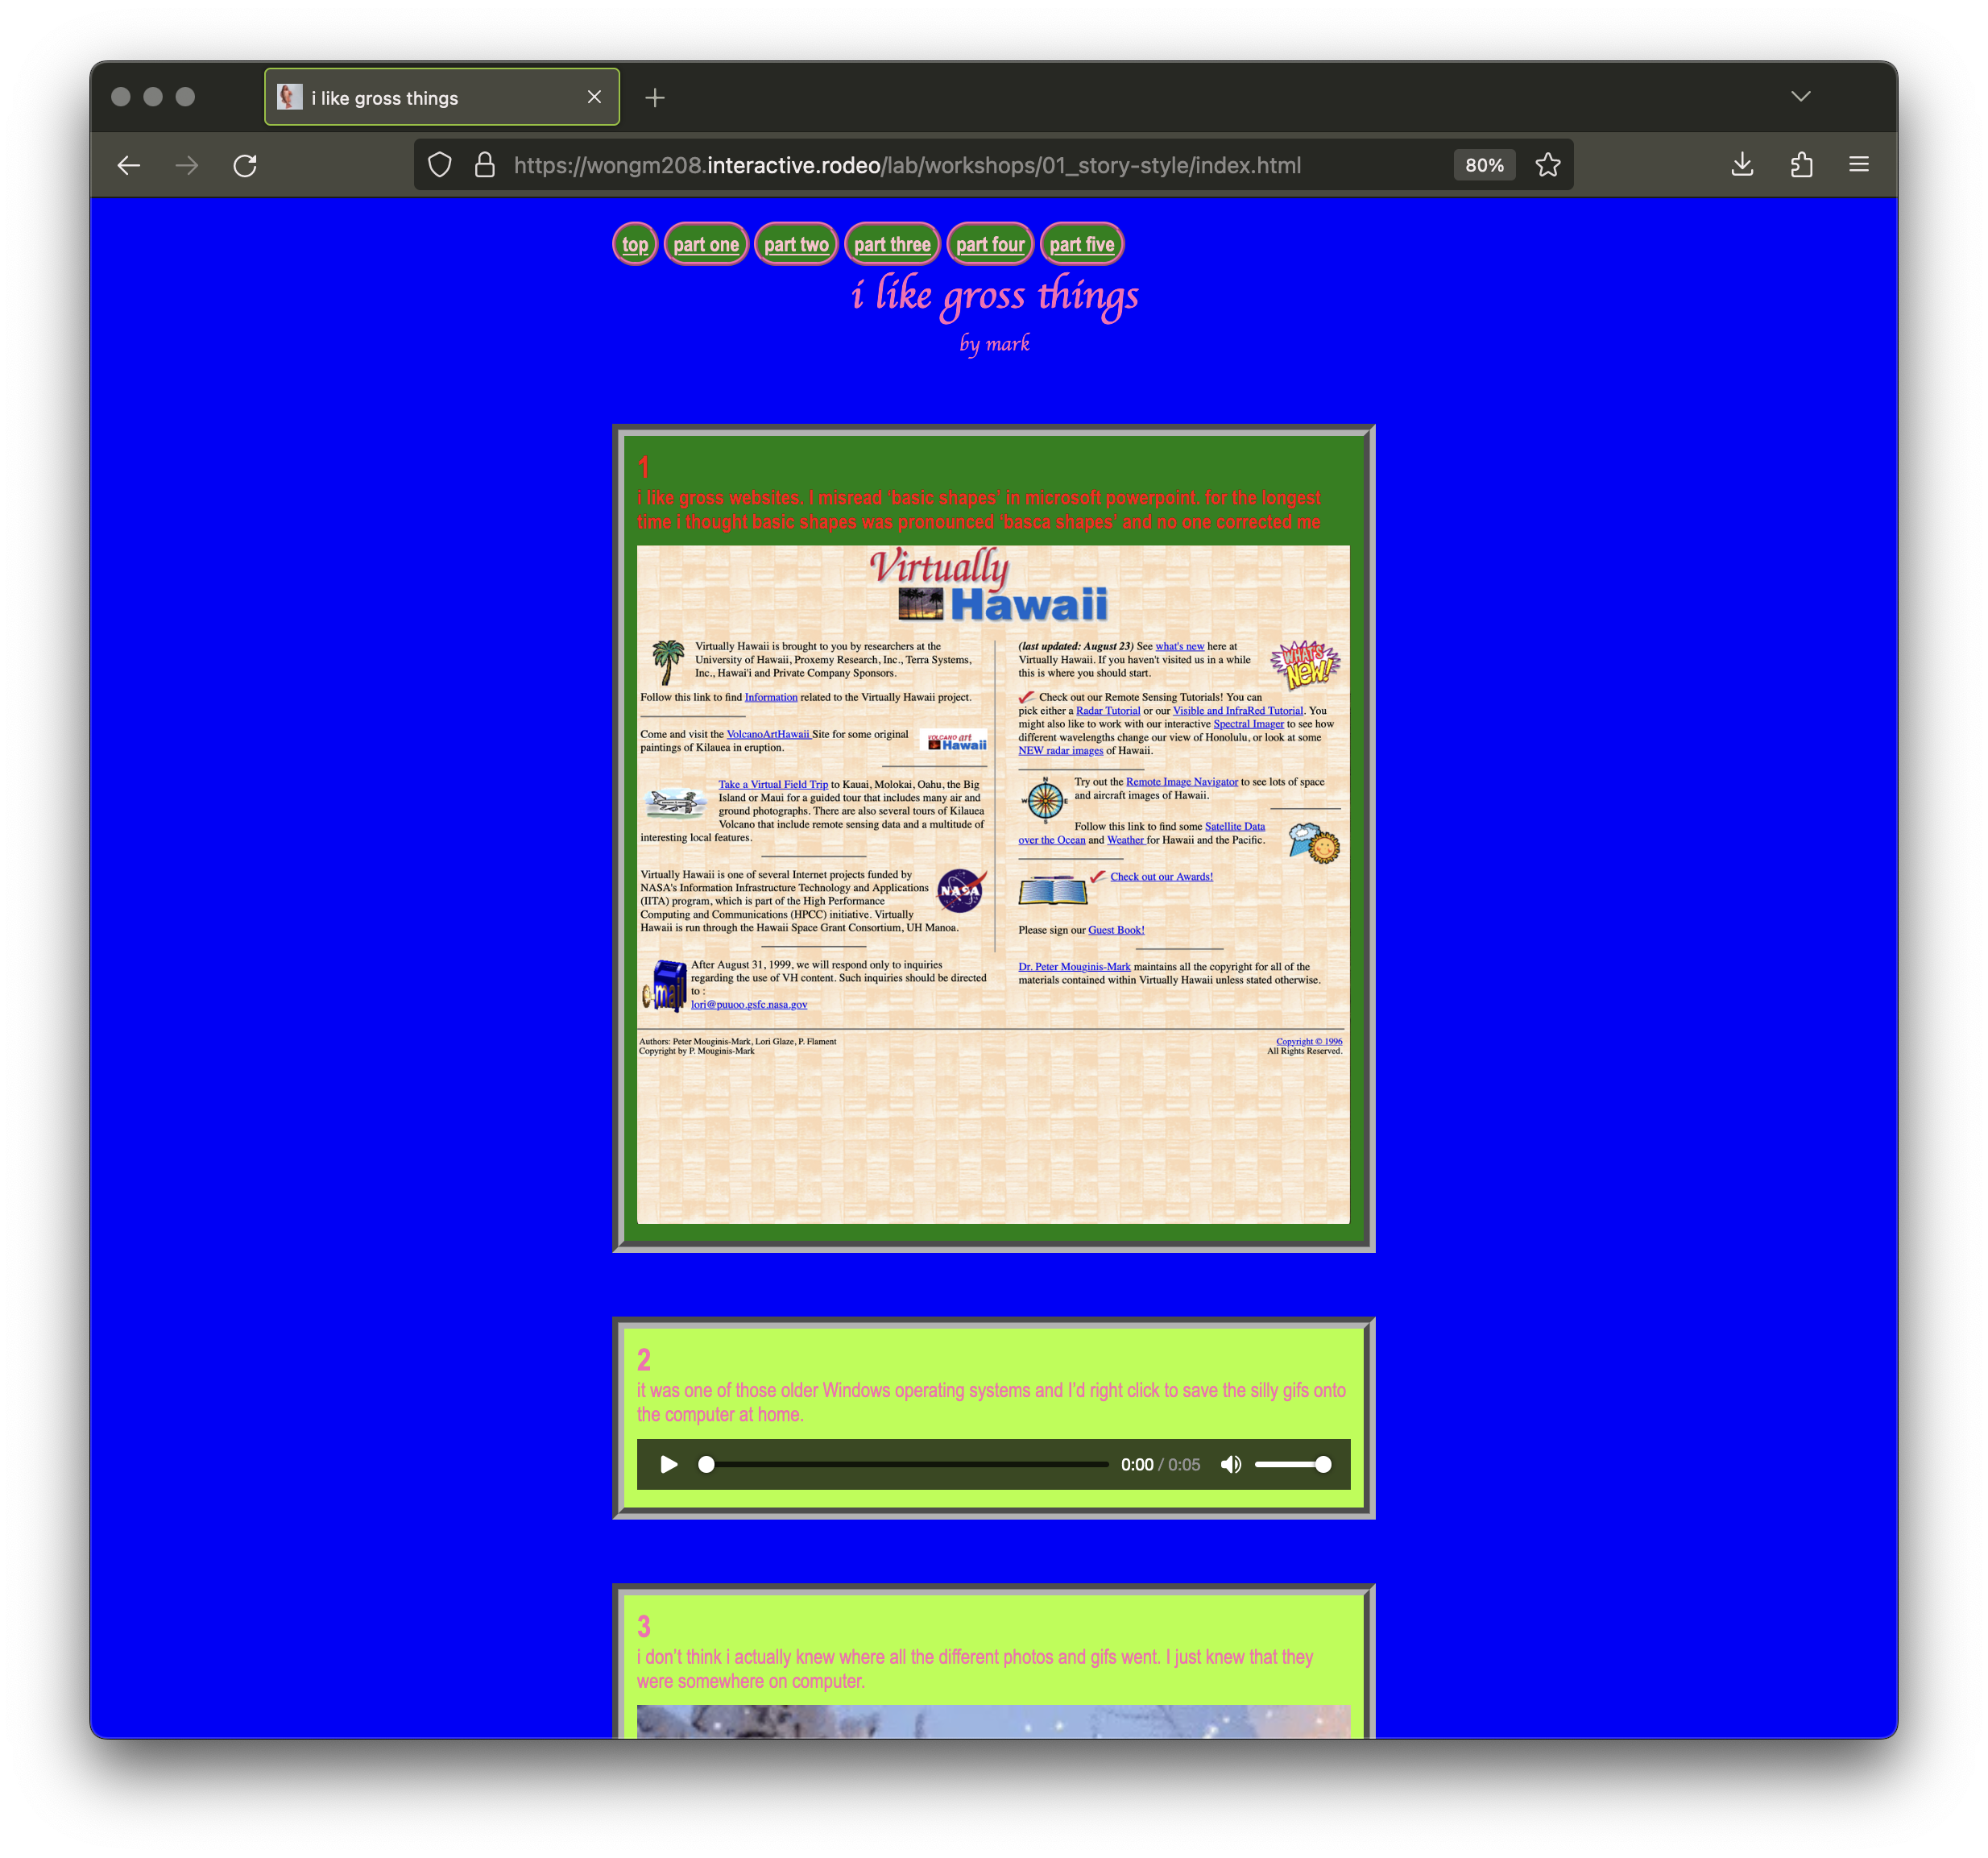 i like gross things
https://wongm208.interactive.rodeo/lab/workshops/01_story-style/index.html
80%
top part one part two part three part four part five
i like gross things
by mark
1
i like gross websites. I misread ‘basic shapes’ in microsoft powerpoint. for the longest
time i thought basic shapes was pronounced ‘basca shapes’ and no one corrected me
Virtually
Hawaii
Virtually Hawaii is brought to you by researchers at the
University of Hawaii, Proxemy Research, Inc., Terra Systems,
Inc., Hawai'i and Private Company Sponsors.
Follow this link to find Information related to the Virtually Hawaii project.
Come and visit the VolcanoArtHawaii Site for some original
paintings of Kilauea in eruption.
VOLCANO art
Hawaii
Take a Virtual Field Trip to Kauai, Molokai, Oahu, the Big
Island or Maui for a guided tour that includes many air and
ground photographs. There are also several tours of Kilauea
Volcano that include remote sensing data and a multitude of
interesting local features.
Virtually Hawaii is one of several Internet projects funded by
NASA's Information Infrastructure Technology and Applications
(IITA) program, which is part of the High Performance
Computing and Communications (HPCC) initiative. Virtually
Hawaii is run through the Hawaii Space Grant Consortium, UH Manoa.
NASA
After August 31, 1999, we will respond only to inquiries
regarding the use of VH content. Such inquiries should be directed
to :
lori@puuoo.gsfc.nasa.gov
mail
(last updated: August 23) See what's new here at
Virtually Hawaii. If you haven't visited us in a while
this is where you should start.
WHAT'S
NEW!
Check out our Remote Sensing Tutorials! You can
pick either a Radar Tutorial or our Visible and InfraRed Tutorial. You
might also like to work with our interactive Spectral Imager to see how
different wavelengths change our view of Honolulu, or look at some
NEW radar images of Hawaii.
N
W E
S
Try out the Remote Image Navigator to see lots of space
and aircraft images of Hawaii.
Follow this link to find some Satellite Data
over the Ocean and Weather for Hawaii and the Pacific.
Check out our Awards!
Please sign our Guest Book!
Dr. Peter Mouginis-Mark maintains all the copyright for all of the
materials contained within Virtually Hawaii unless stated otherwise.
Authors: Peter Mouginis-Mark, Lori Glaze, P. Flament
Copyright by P. Mouginis-Mark
Copyright © 1996
All Rights Reserved.
2
it was one of those older Windows operating systems and I’d right click to save the silly gifs onto
the computer at home.
0:00 / 0:05
3
i don’t think i actually knew where all the different photos and gifs went. I just knew that they
were somewhere on computer.